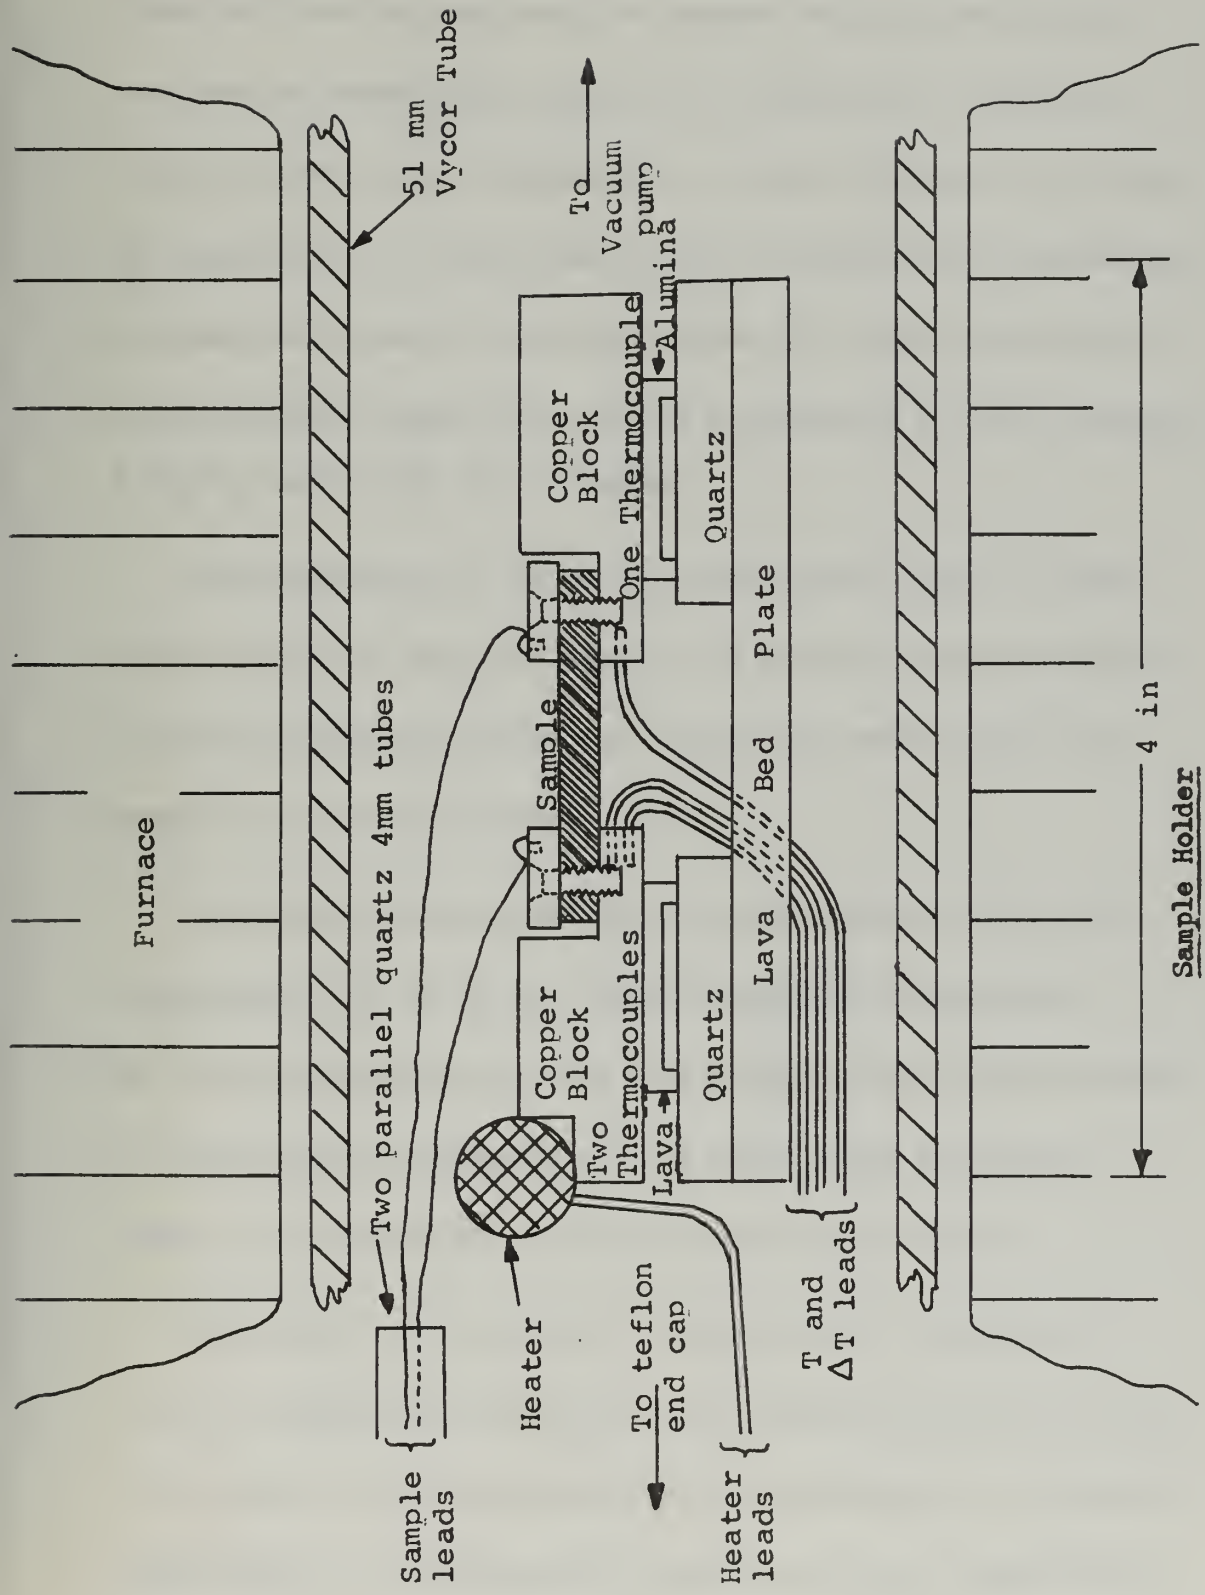 Furnace
51 mm
Vycor Tube
Two parallel quartz 4mm tubes
Sample
leads
Heater
To teflon
end cap
Heater
leads
Sample
Copper
Block
Copper
Block
Two
Thermocouples
One Thermocouple
To
Vacuum
pump
Alumina
Lava
Quartz
Quartz
Lava Bed Plate
T and
ΔT leads
4 in
Sample Holder